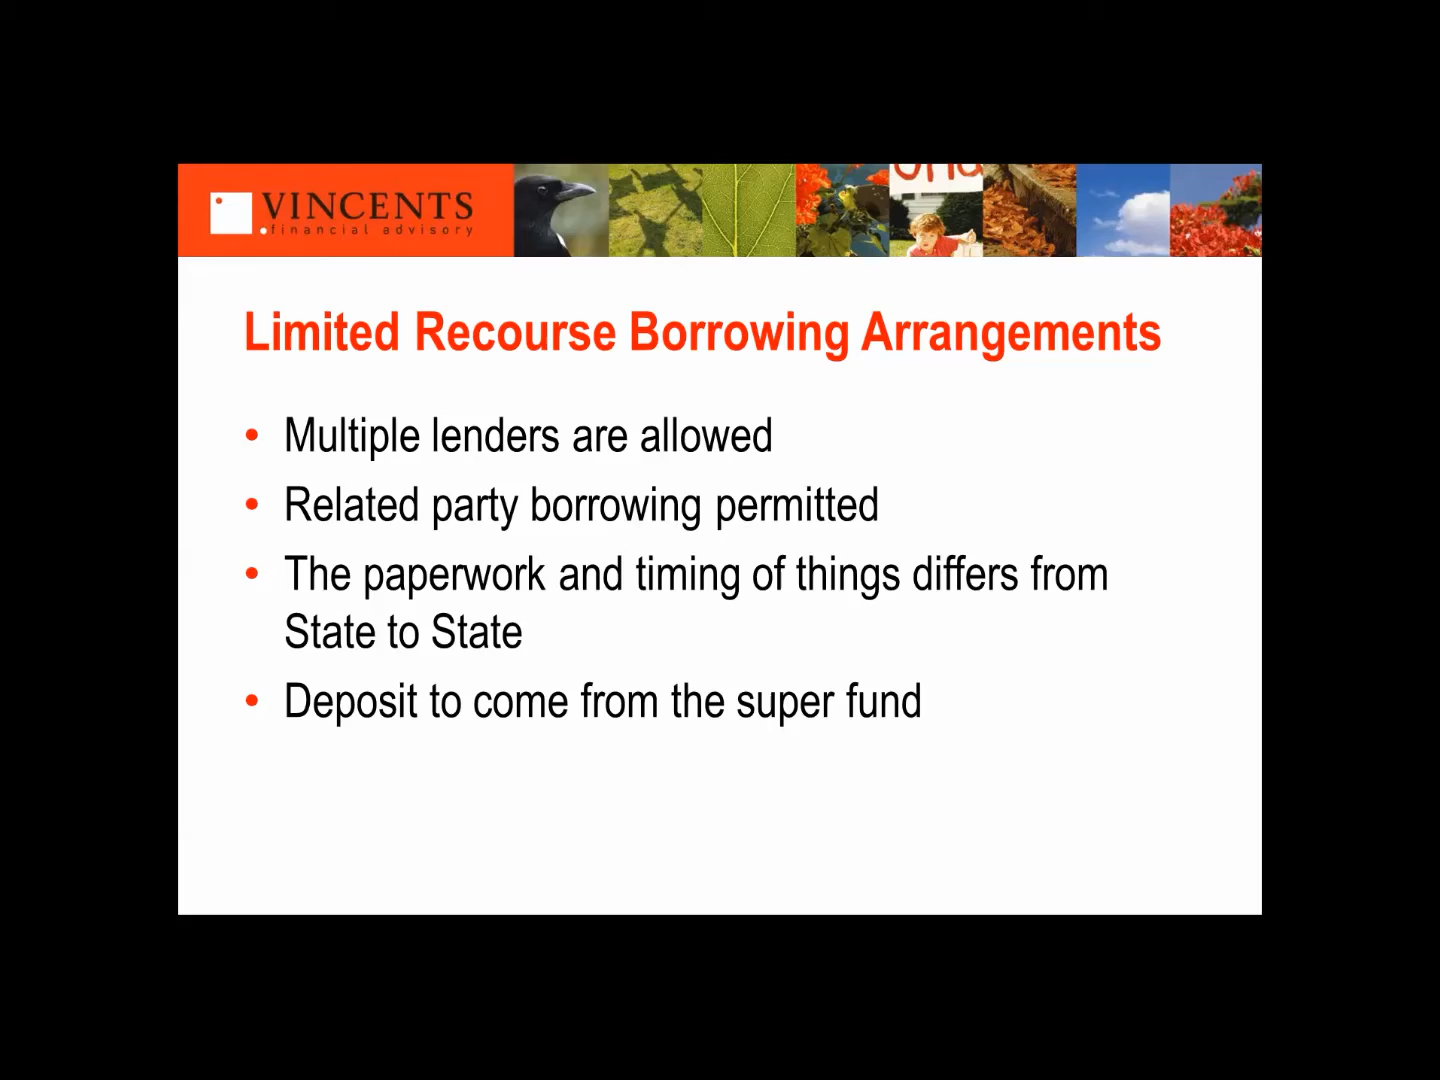 VINCENTS
.financial advisory
Limited Recourse Borrowing Arrangements
• Multiple lenders are allowed
• Related party borrowing permitted
• The paperwork and timing of things differs from
State to State
• Deposit to come from the super fund